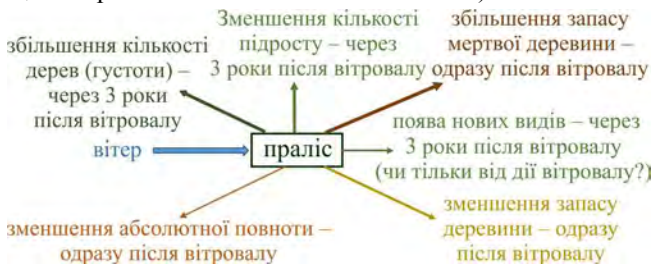 збільшення кількості
дерев (густоти) –
через 3 роки
після вітровалу
Зменшення кількості
підросту – через
3 роки після вітровалу
збільшення запасу
мертвої деревини –
одразу після вітровалу
вітер
праліс
поява нових видів – через
3 роки після вітровалу
(чи тільки від дії вітровалу?)
зменшення абсолютної повноти –
одразу після вітровалу
зменшення запасу
деревини – одразу
після вітровалу